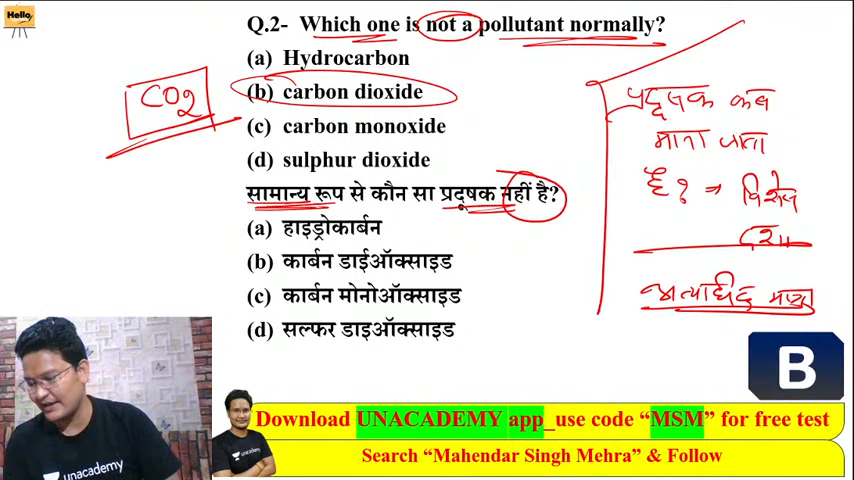 Hello
Q.2- Which one is not a pollutant normally?
(a) Hydrocarbon
(b) carbon dioxide
(c) carbon monoxide
(d) sulphur dioxide
सामान्य रूप से कौन सा प्रदूषक नहीं है?
(a) हाइड्रोकार्बन
(b) कार्बन डाईऑक्साइड
(c) कार्बन मोनोऑक्साइड
(d) सल्फर डाइऑक्साइड
CO2
प्रदूषक कब
माना जाता
है? → विशेष
दशा
B
unacademy
unacademy
Download UNACADEMY app_use code “MSM” for free test
Search “Mahendar Singh Mehra” & Follow